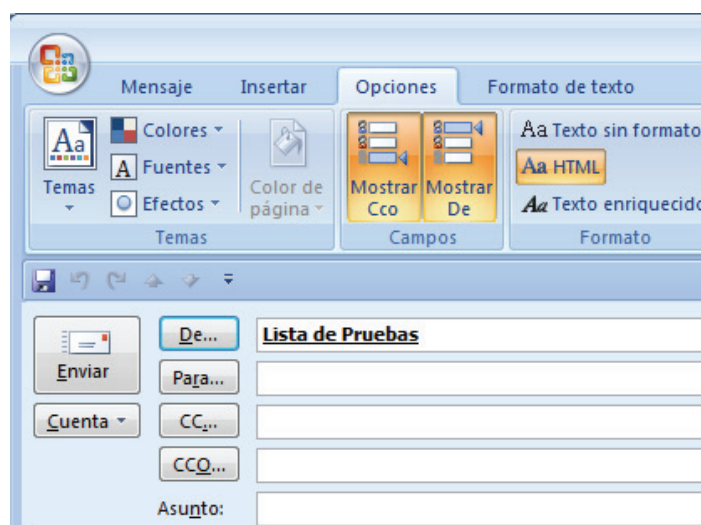 Mensaje Insertar Opciones Formato de texto
Aa Colores Aa Texto sin formato
A Fuentes Aa HTML
Temas Efectos Color de página Mostrar Cco Mostrar De Aa Texto enriquecido
Temas Campos Formato
De... Lista de Pruebas
Enviar Para...
Cuenta CC...
CCO...
Asunto: